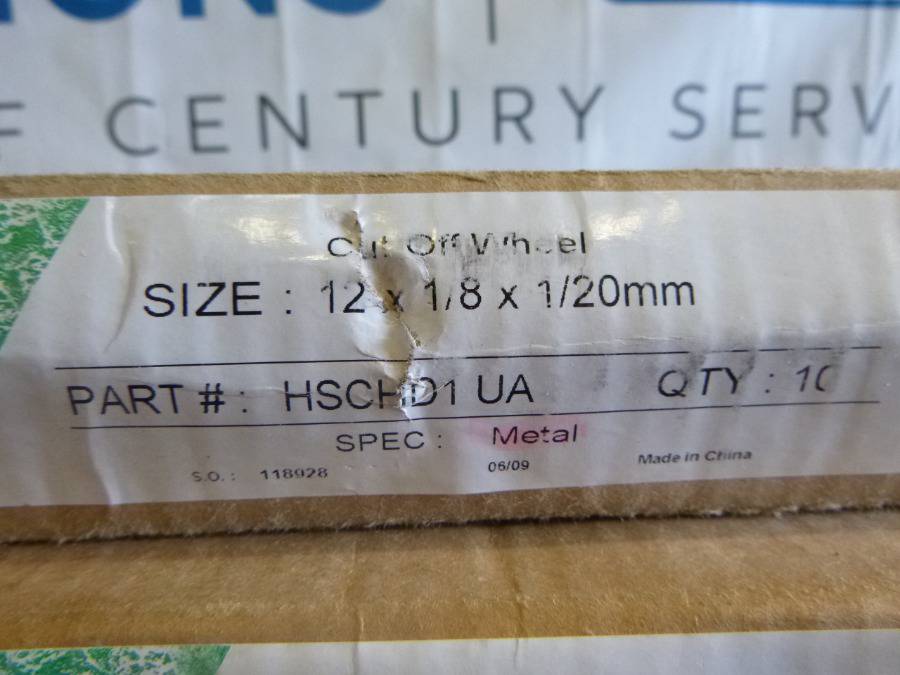 F CENTURY SERV
Cut Off Wheel
SIZE : 12 x 1/8 x 1/20mm
PART # : HSCHD1 UA QTY : 10
SPEC : Metal
S.O. : 118928 06/09 Made in China